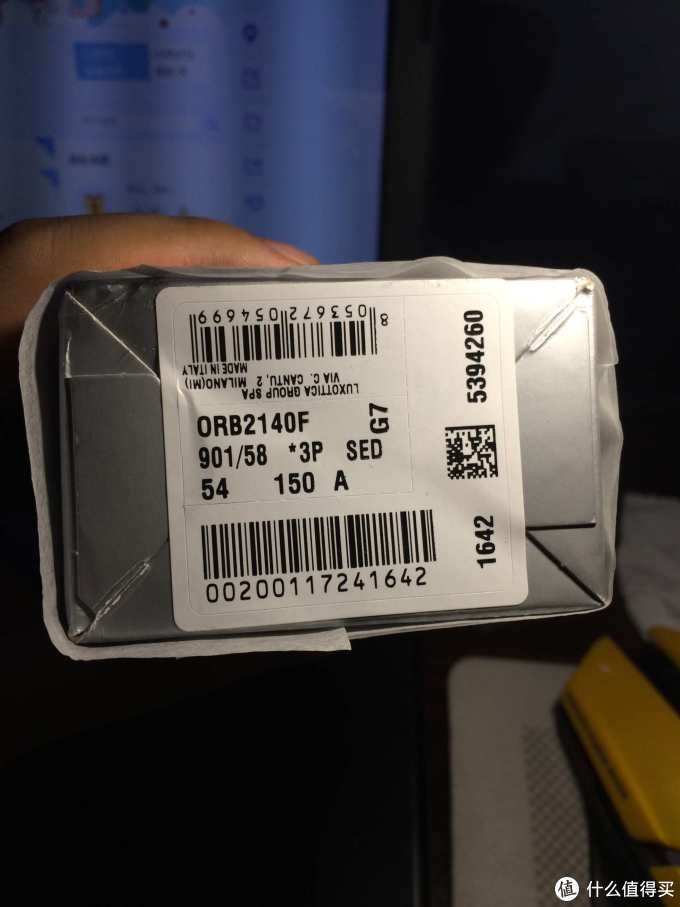 8 053672 054699
LUXOTTICA GROUP SPA
VIA C. CANTU, 2 MILANO(MI)
MADE IN ITALY
ORB2140F
G7
901/58 *3P SED
54 150 A
00200117241642
5394260
1642
值 什么值得买